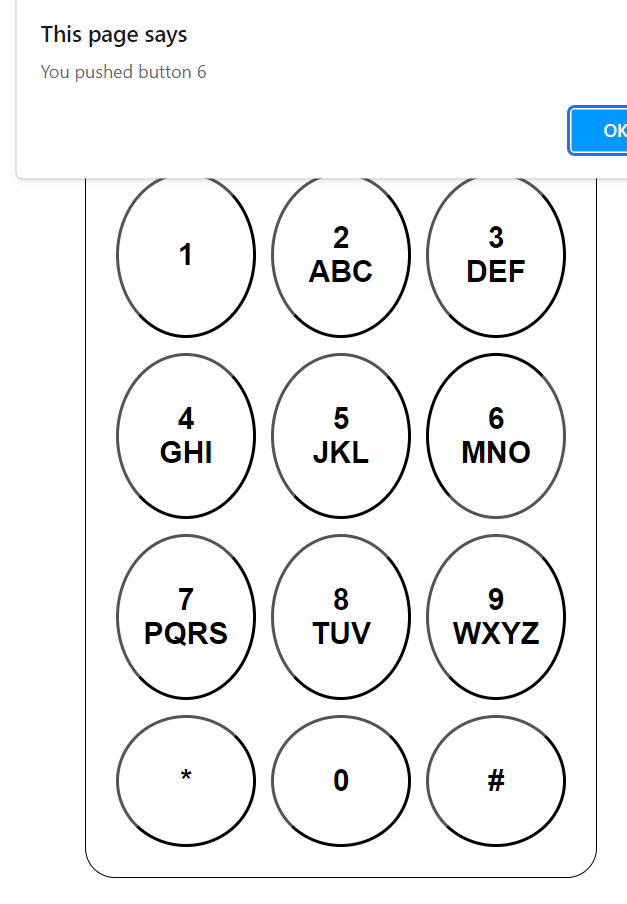 This page says
You pushed button 6
OK
1
2
ABC
3
DEF
4
GHI
5
JKL
6
MNO
7
PQRS
8
TUV
9
WXYZ
*
0
#